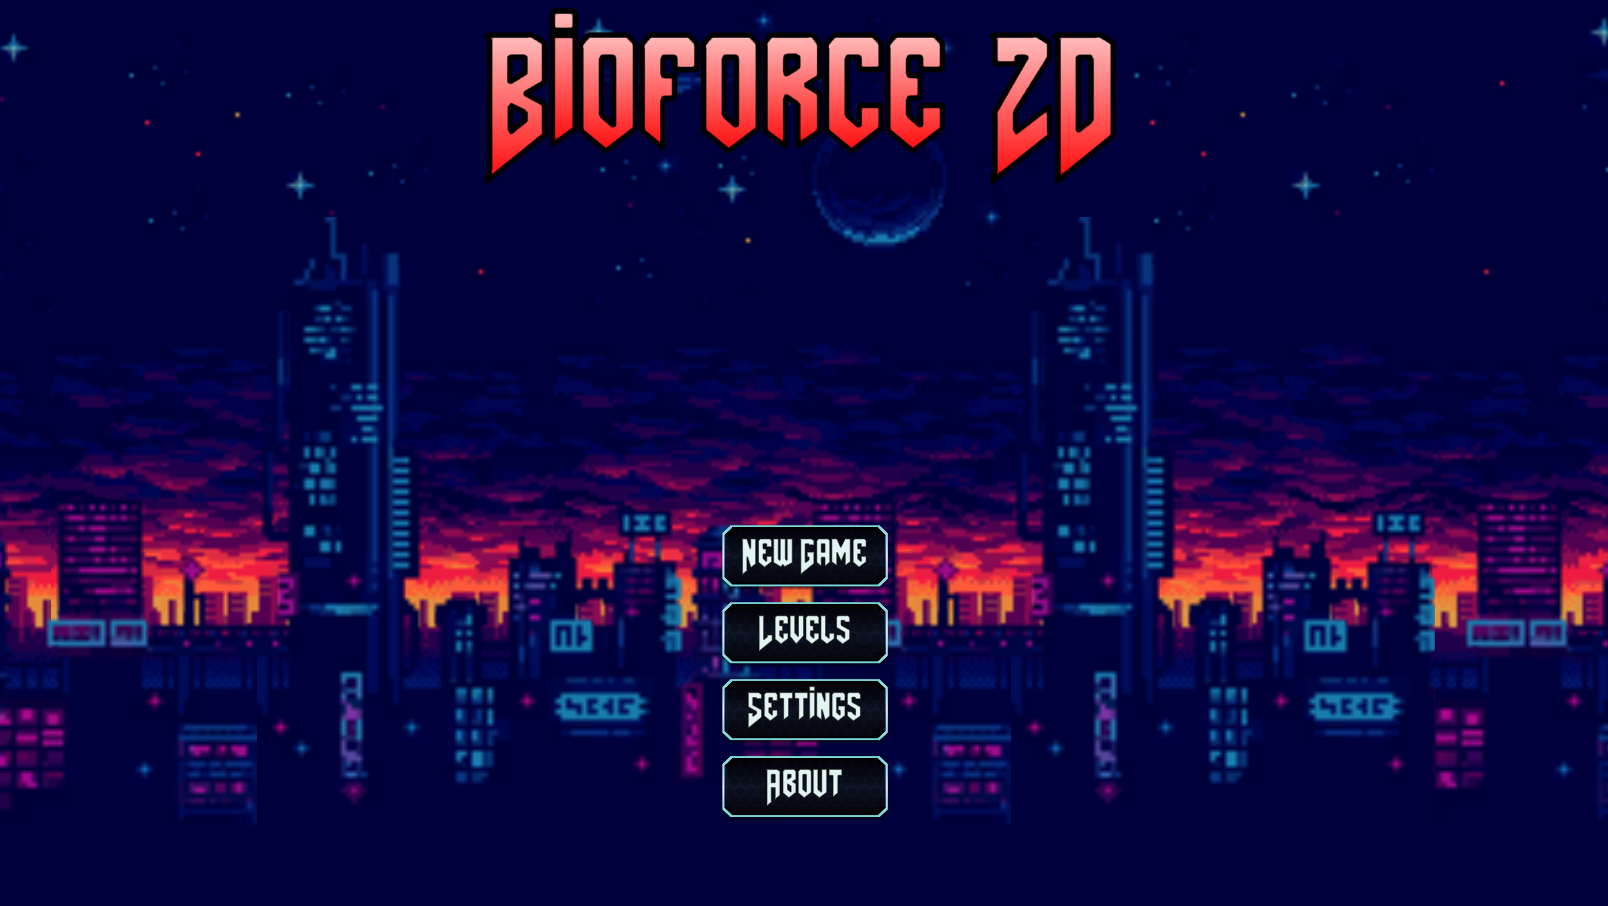 BiOFORCE 2D
NEW GAME
LEVELS
SETTiNGS
ABOUT